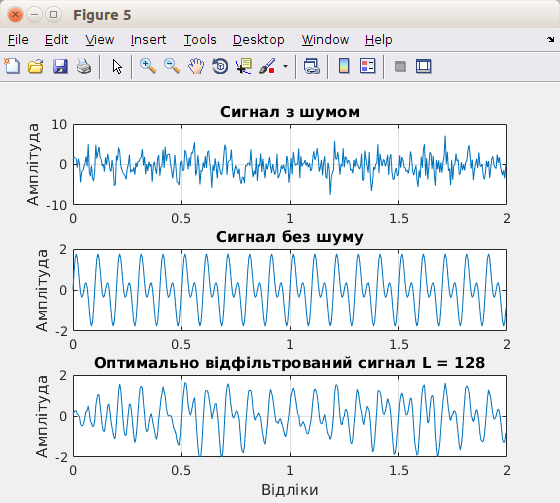 Figure 5
File Edit View Insert Tools Desktop Window Help
Сигнал з шумом
Амплітуда
10
0
-10
0 0.5 1 1.5 2
Сигнал без шуму
Амплітуда
2
0
-2
0 0.5 1 1.5 2
Оптимально відфільтрований сигнал L = 128
Амплітуда
2
0
-2
0 0.5 1 1.5 2
Відліки